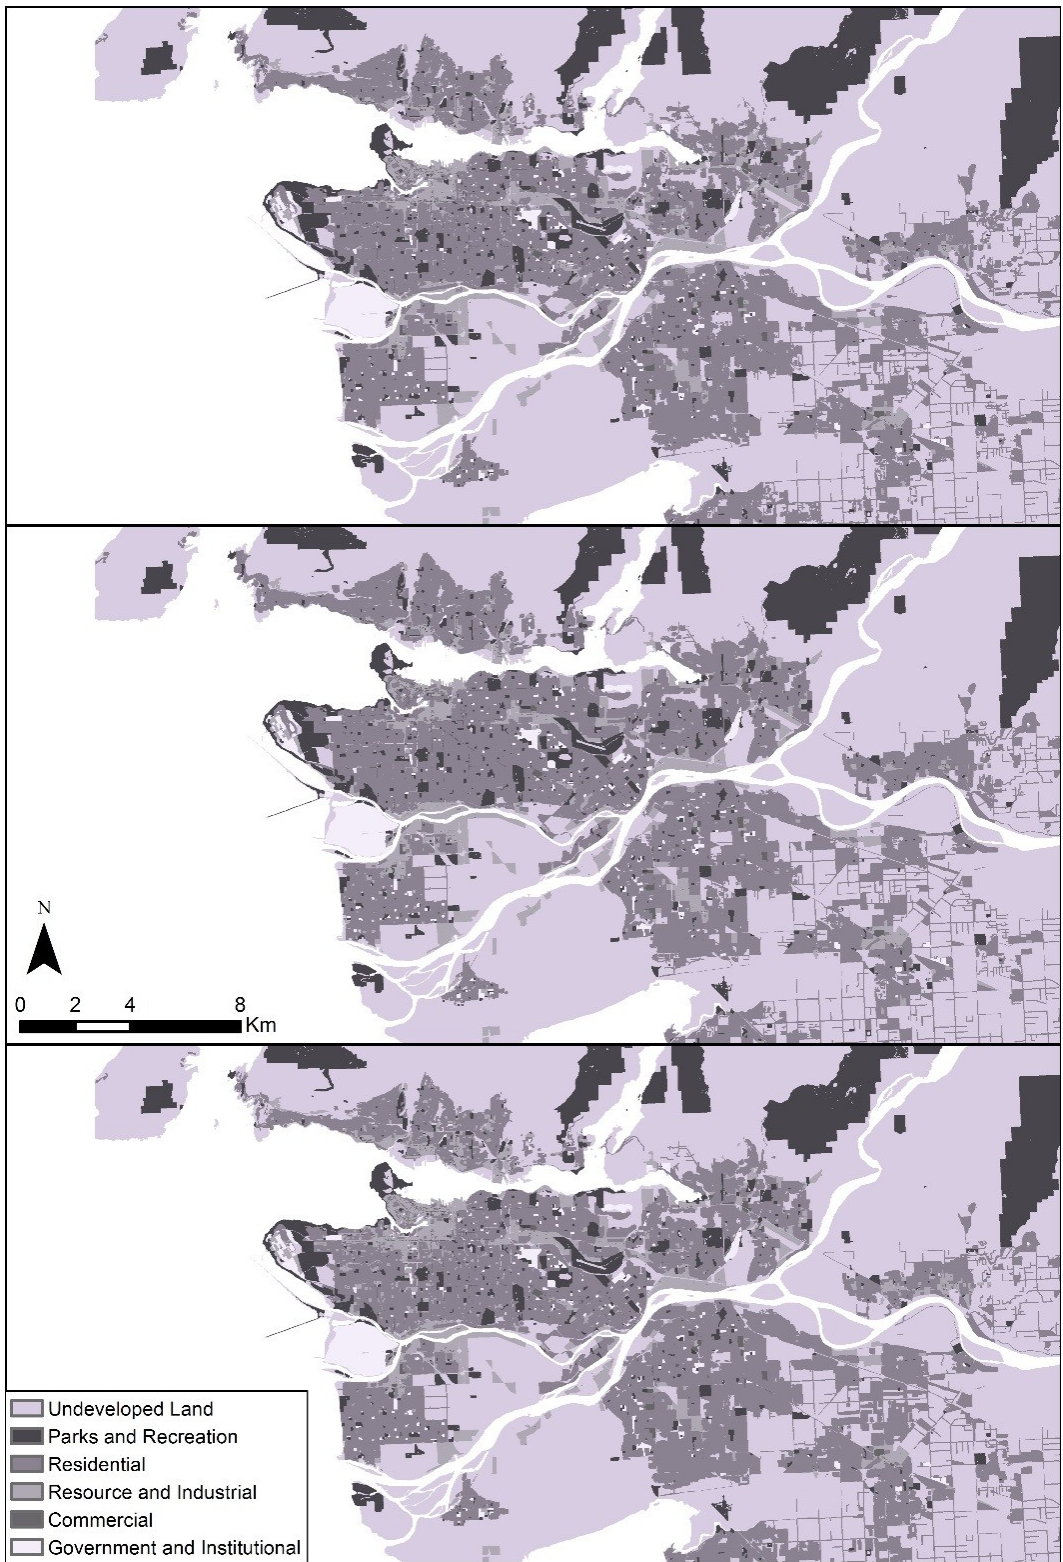 N
0 2 4 8
Km
Undeveloped Land
Parks and Recreation
Residential
Resource and Industrial
Commercial
Government and Institutional